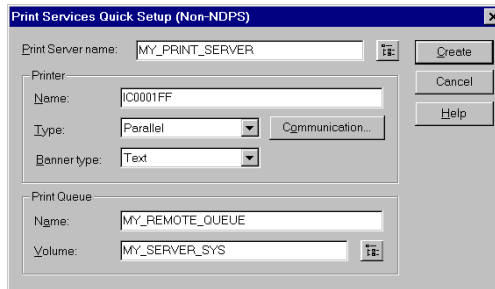 Print Services Quick Setup (Non-NDPS)
Print Server name: MY_PRINT_SERVER
Create
Printer
Cancel
Name: IC0001FF
Help
Type: Parallel Communication...
Banner type: Text
Print Queue
Name: MY_REMOTE_QUEUE
Volume: MY_SERVER_SYS